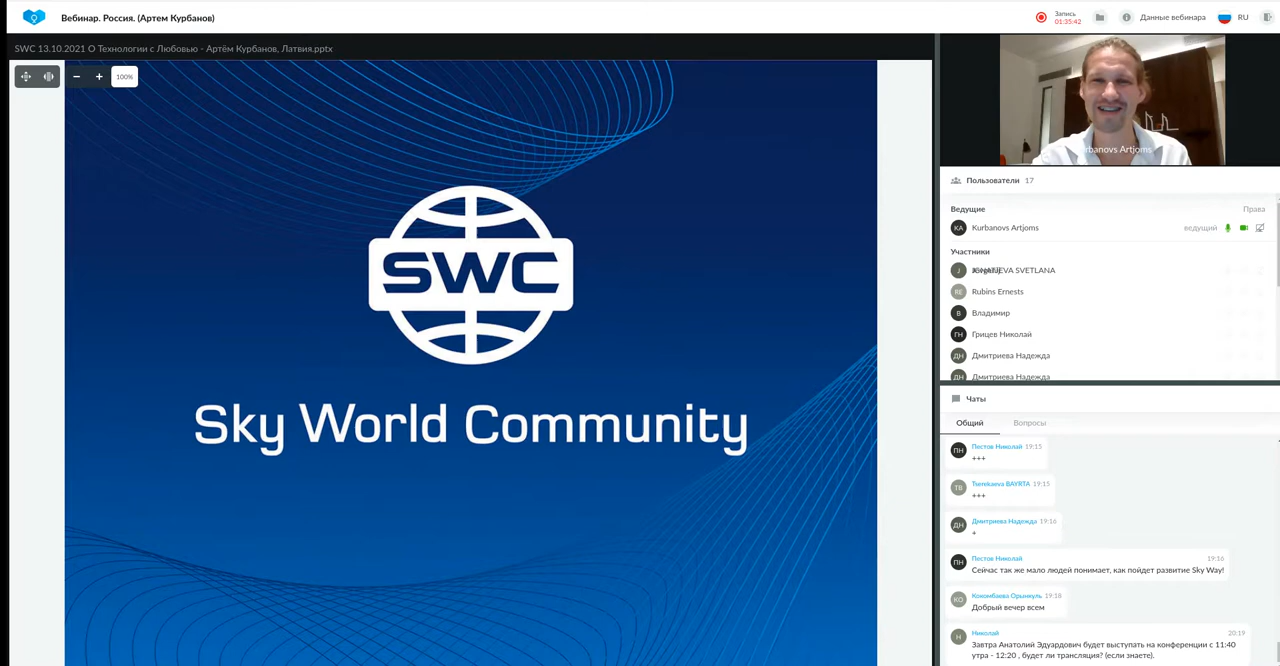 Вебинар. Россия. (Артем Курбанов)
Запись
01:35:42
Данные вебинара
RU
SWC 13.10.2021 О Технологии с Любовью - Артём Курбанов, Латвия.pptx
100%
SWC
Sky World Community
Kurbanovs Artjoms
Пользователи 17
Ведущие
Права
KA
Kurbanovs Artjoms
ведущий
Участники
J
SVETLANA
RE
Rubins Ernests
В
Владимир
ГН
Грицев Николай
ДН
Дмитриева Надежда
ДН
Дмитриева Надежда
Чаты
Общий
Вопросы
ПН
Пестов Николай 19:15
+++
TB
Tserekaeva BAYRTA 19:15
+++
ДН
Дмитриева Надежда 19:16
+
ПН
Пестов Николай 19:16
Сейчас так же мало людей понимает, как пойдет развитие Sky Way!
КО
Кокомбаева Орынкуль 19:18
Добрый вечер всем
Н
Николай 20:19
Завтра Анатолий Эдуардович будет выступать на конференции с 11:40
утра - 12:20 , будет ли трансляция? (если знаете).